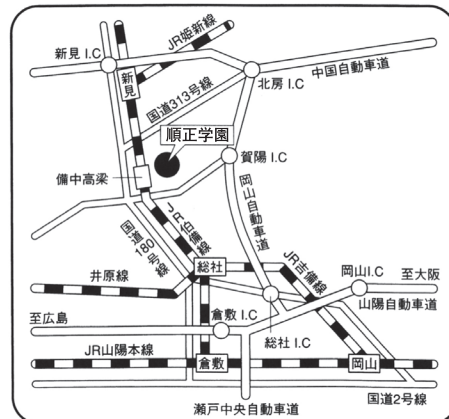 JR姫新線
新見 I.C
新見
中国自動車道
北房 I.C
国道313号線
順正学園
賀陽 I.C
備中高梁
岡山自動車道
JR伯備線
国道180号線
総社
JR吉備線
岡山I.C
至大阪
井原線
山陽自動車道
至広島
倉敷 I.C
総社 I.C
JR山陽本線
倉敷
岡山
国道2号線
瀬戸中央自動車道